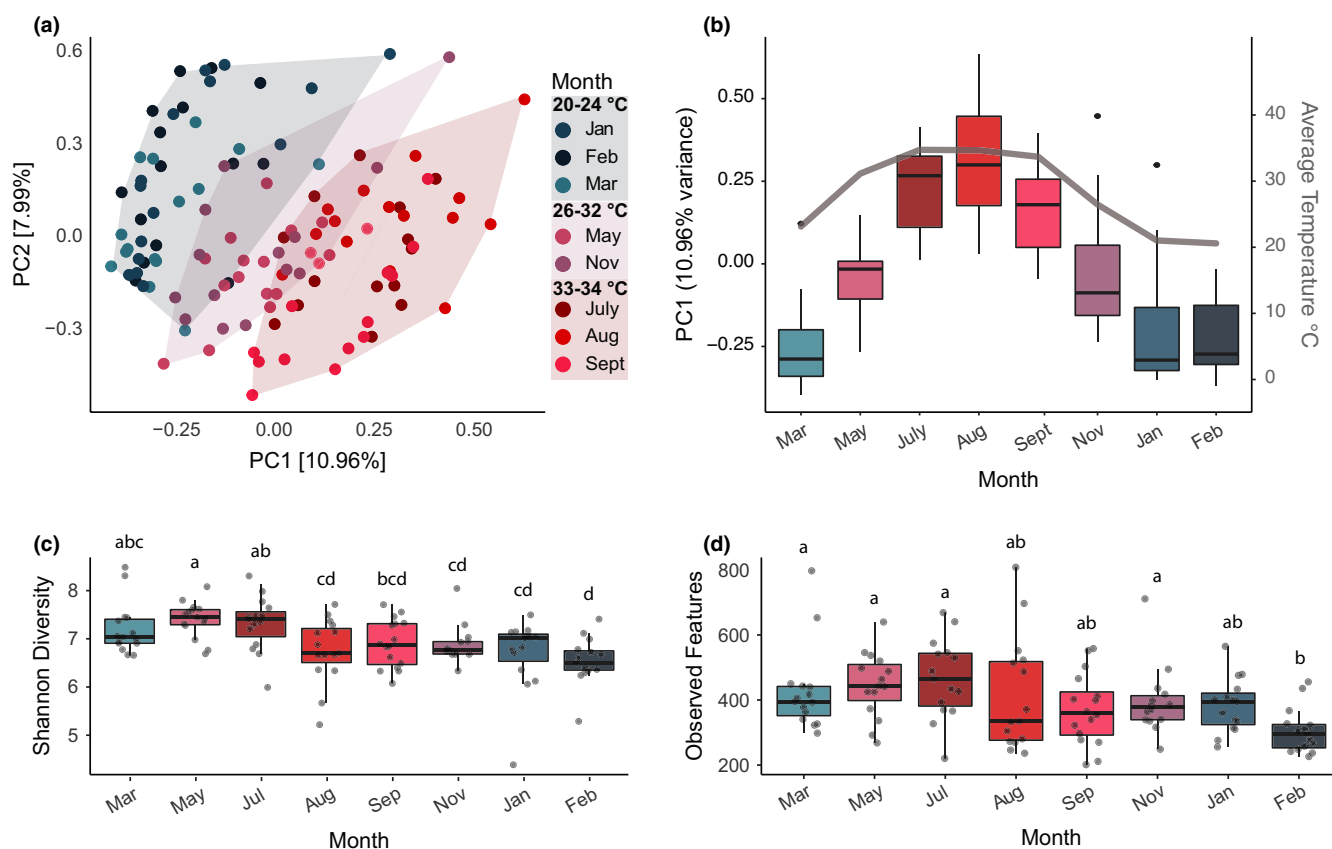 (a)
0.6
0.3
0.0
−0.3
PC2 [7.99%]
−0.25
0.00
0.25
0.50
PC1 [10.96%]
Month
20-24 °C
Jan
Feb
Mar
26-32 °C
May
Nov
33-34 °C
July
Aug
Sept
(b)
0.50
0.25
0.00
−0.25
PC1 (10.96% variance)
40
30
20
10
0
Average Temperature °C
Mar
May
July
Aug
Sept
Nov
Jan
Feb
Month
(c)
abc
a
ab
cd
bcd
cd
cd
d
8
7
6
5
Shannon Diversity
Mar
May
Jul
Aug
Sep
Nov
Jan
Feb
Month
(d)
a
a
a
ab
ab
a
ab
b
800
600
400
200
Observed Features
Mar
May
Jul
Aug
Sep
Nov
Jan
Feb
Month